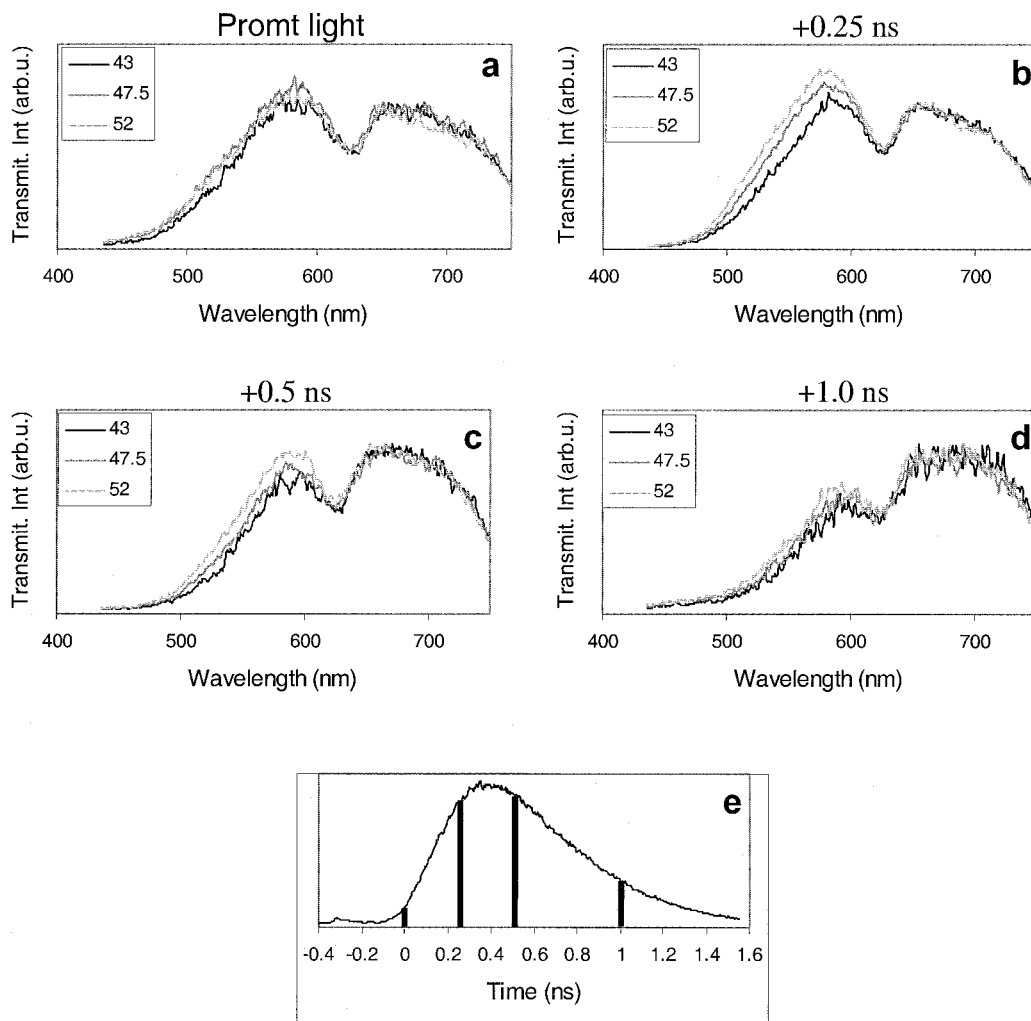 Promt light
+0.25 ns
Transmit. Int (arb.u.)
43
47.5
52
a
400 500 600 700
Wavelength (nm)
Transmit. Int (arb.u.)
43
47.5
52
b
400 500 600 700
Wavelength (nm)
+0.5 ns
+1.0 ns
Transmit. Int (arb.u.)
43
47.5
52
c
400 500 600 700
Wavelength (nm)
Transmit. Int (arb.u.)
43
47.5
52
d
400 500 600 700
Wavelength (nm)
e
-0.4 -0.2 0 0.2 0.4 0.6 0.8 1 1.2 1.4 1.6
Time (ns)